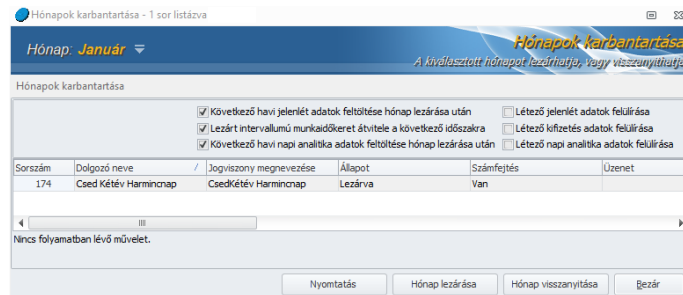 Hónapok karbantartása - 1 sor listázva
Hónap: Január
Hónapok karbantartása
A kiválasztott hónapot lezárhatja, vagy visszanyithatja
Hónapok karbantartása
Következő havi jelenlét adatok feltöltése hónap lezárása után
Létező jelenlét adatok felülírása
Lezárt intervallumú munkaidőkeret átvitele a következő időszakra
Létező kifizetés adatok felülírása
Következő havi napi analitika adatok feltöltése hónap lezárása után
Létező napi analitika adatok felülírása
Sorszám Dolgozó neve / Jogviszony megnevezése Állapot Számfejtés Üzenet
174 Csed Kétév Harmincnap CsedKétév Harmincnap Lezárva Van
Nincs folyamatban lévő művelet.
Nyomtatás Hónap lezárása Hónap visszanyitása Bezár